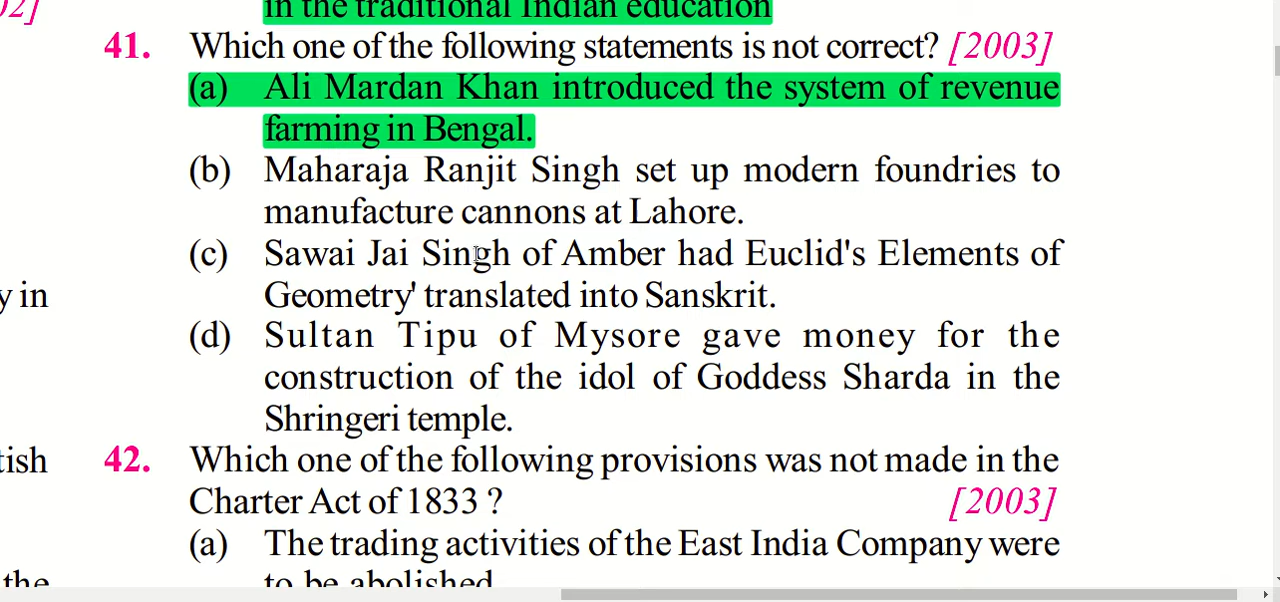 02]
in the traditional Indian education
41. Which one of the following statements is not correct? [2003]
(a) Ali Mardan Khan introduced the system of revenue
farming in Bengal.
(b) Maharaja Ranjit Singh set up modern foundries to
manufacture cannons at Lahore.
(c) Sawai Jai Singh of Amber had Euclid's Elements of
y in
Geometry' translated into Sanskrit.
(d) Sultan Tipu of Mysore gave money for the
construction of the idol of Goddess Sharda in the
Shringeri temple.
tish
42. Which one of the following provisions was not made in the
Charter Act of 1833 ? [2003]
(a) The trading activities of the East India Company were
the
to be abolished